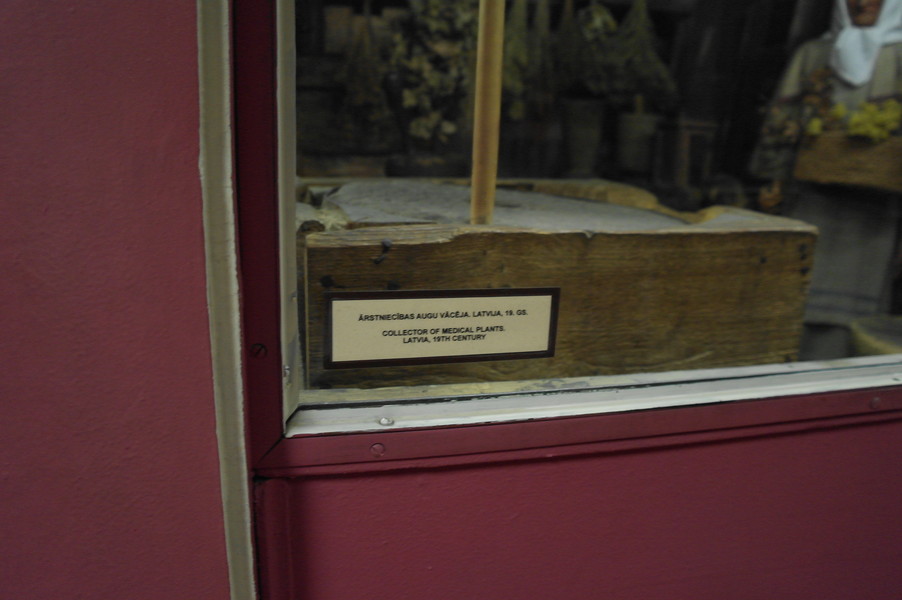 ĀRSTNIECĪBAS AUGU VĀCĒJA. LATVIJA, 19. GS.
COLLECTOR OF MEDICAL PLANTS.
LATVIA, 19TH CENTURY